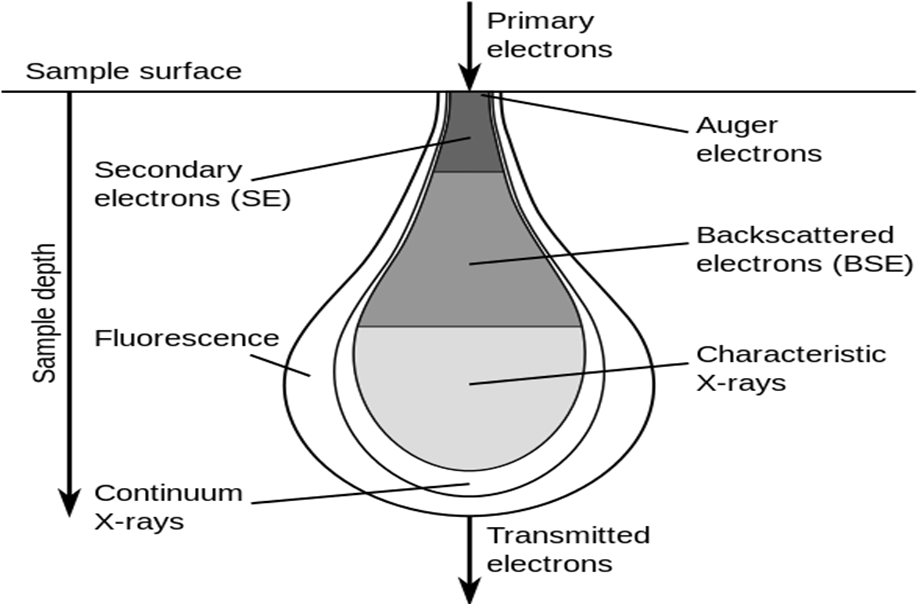 Primary
electrons
Sample surface
Auger
electrons
Secondary
electrons (SE)
Backscattered
electrons (BSE)
Sample depth
Fluorescence
Characteristic
X-rays
Continuum
X-rays
Transmitted
electrons